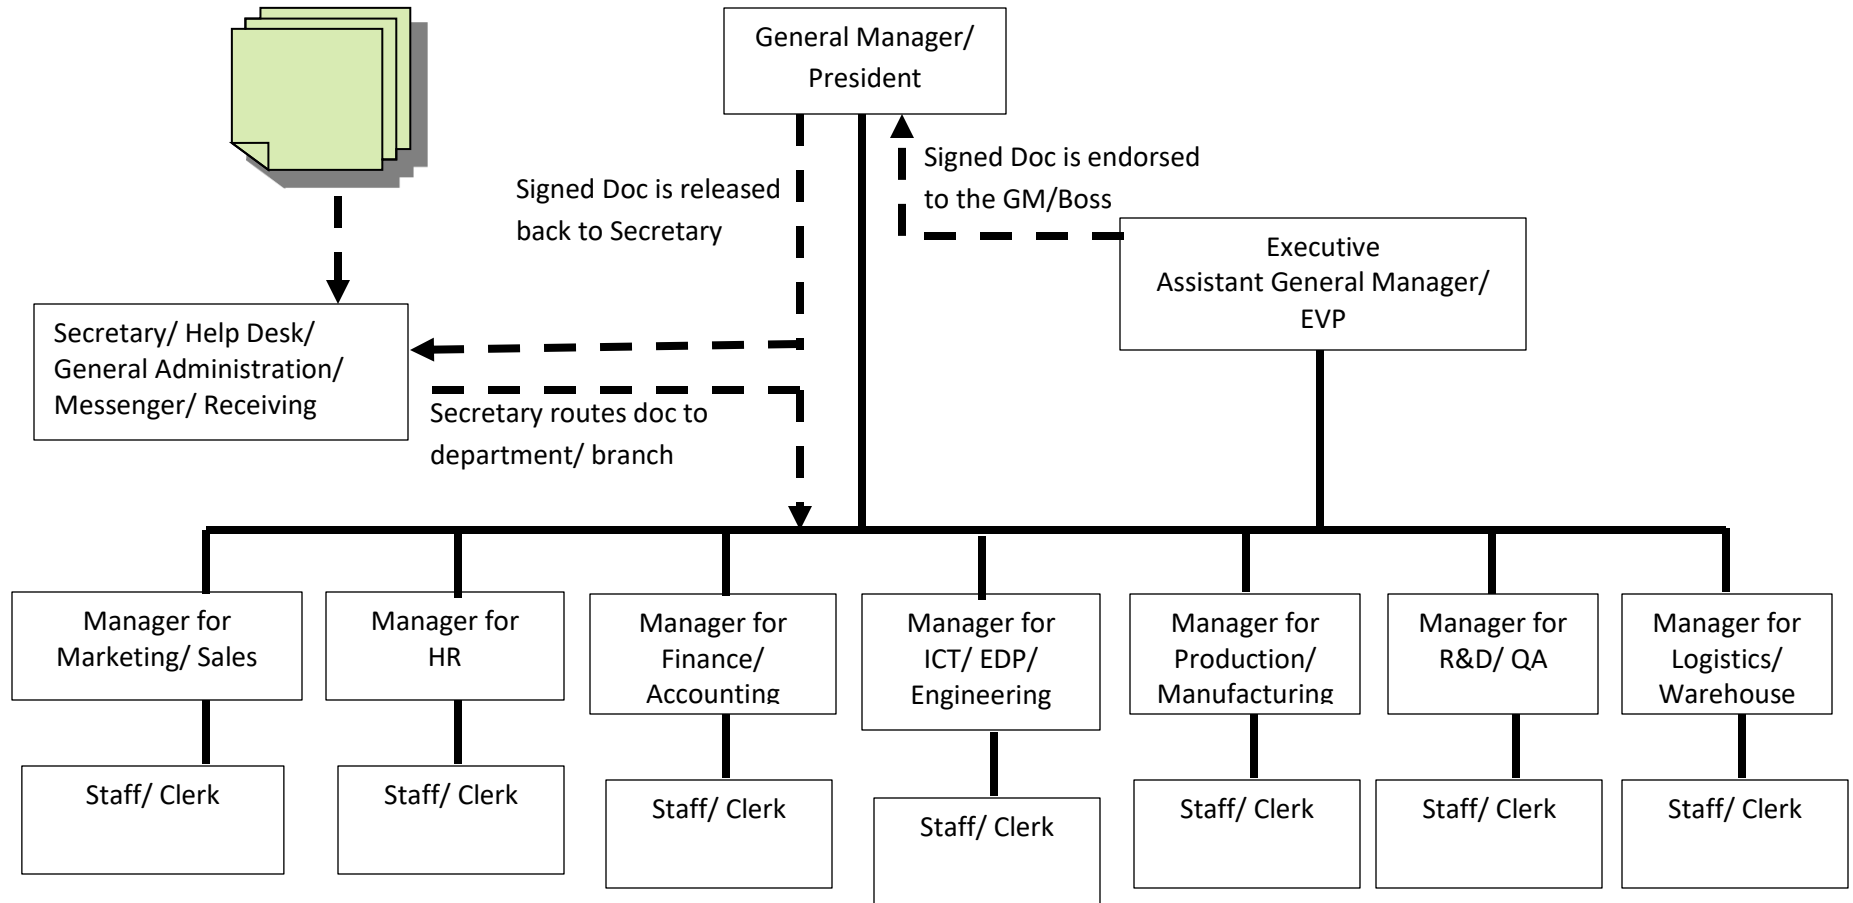 General Manager/
President
Signed Doc is endorsed
to the GM/Boss
Signed Doc is released
back to Secretary
Executive
Assistant General Manager/
EVP
Secretary/ Help Desk/
General Administration/
Messenger/ Receiving
Secretary routes doc to
department/ branch
Manager for
Marketing/ Sales
Manager for
HR
Manager for
Finance/
Accounting
Manager for
ICT/ EDP/
Engineering
Manager for
Production/
Manufacturing
Manager for
R&D/ QA
Manager for
Logistics/
Warehouse
Staff/ Clerk
Staff/ Clerk
Staff/ Clerk
Staff/ Clerk
Staff/ Clerk
Staff/ Clerk
Staff/ Clerk